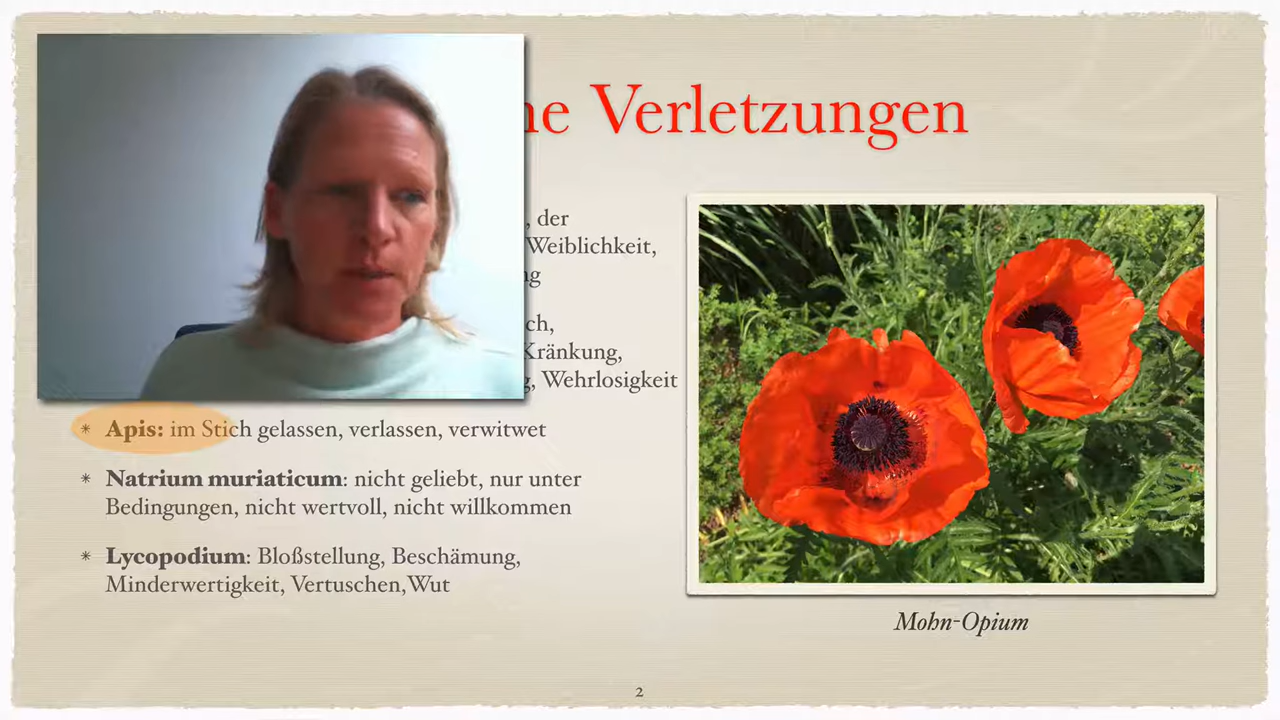 ne Verletzungen
, der
Weiblichkeit,
ng
ch,
Kränkung,
g, Wehrlosigkeit
* Apis: im Stich gelassen, verlassen, verwitwet
* Natrium muriaticum: nicht geliebt, nur unter
Bedingungen, nicht wertvoll, nicht willkommen
* Lycopodium: Bloßstellung, Beschämung,
Minderwertigkeit, Vertuschen,Wut
Mohn-Opium
2